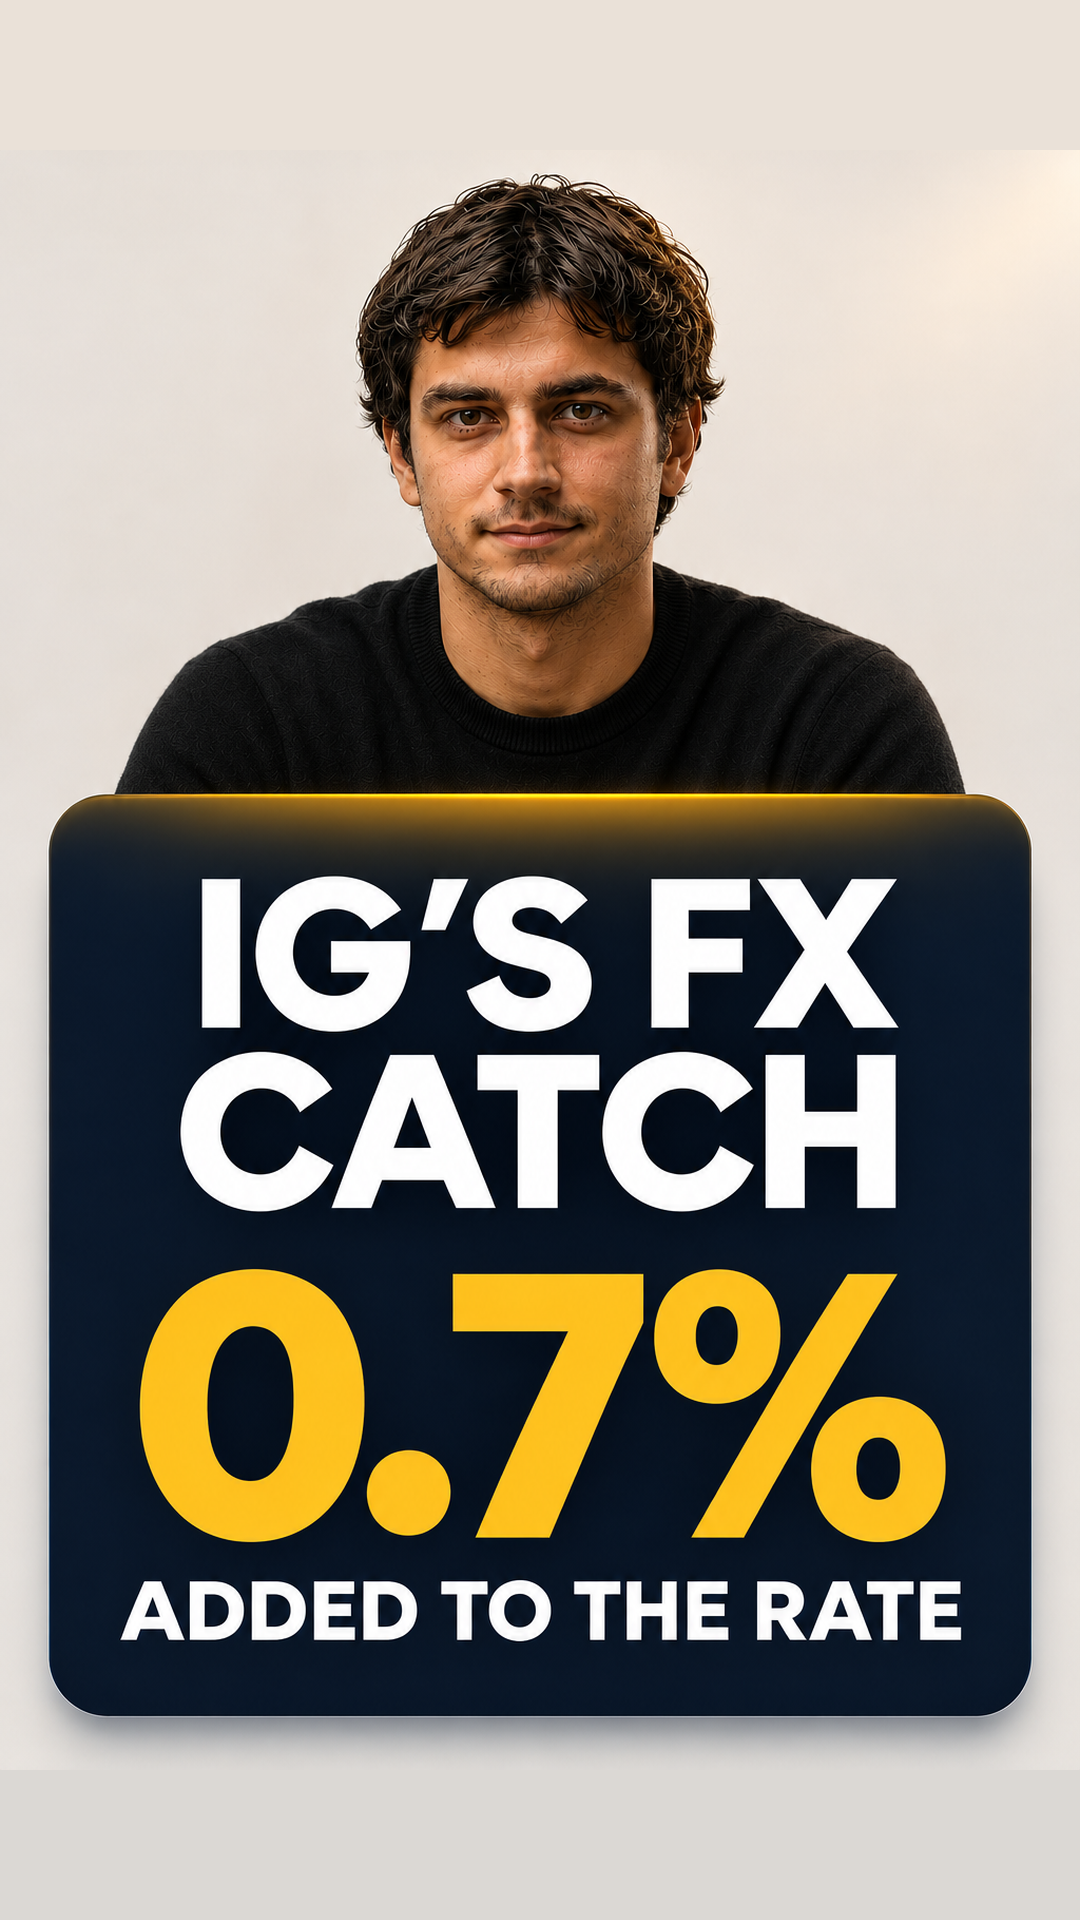 IG’S FX
CATCH
0.7%
ADDED TO THE RATE